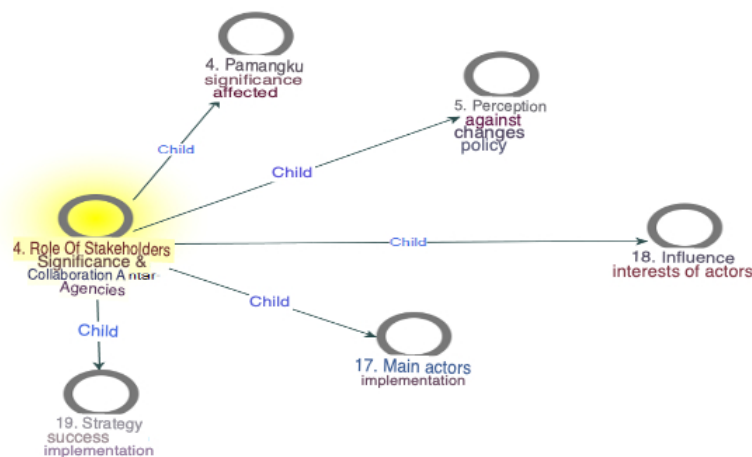 4. Pamangku
significance
affected
5. Perception
against
changes
policy
Child
Child
4. Role Of Stakeholders
Significance &
Collaboration Antar
Agencies
Child
18. Influence
interests of actors
Child
Child
17. Main actors
implementation
19. Strategy
success
implementation